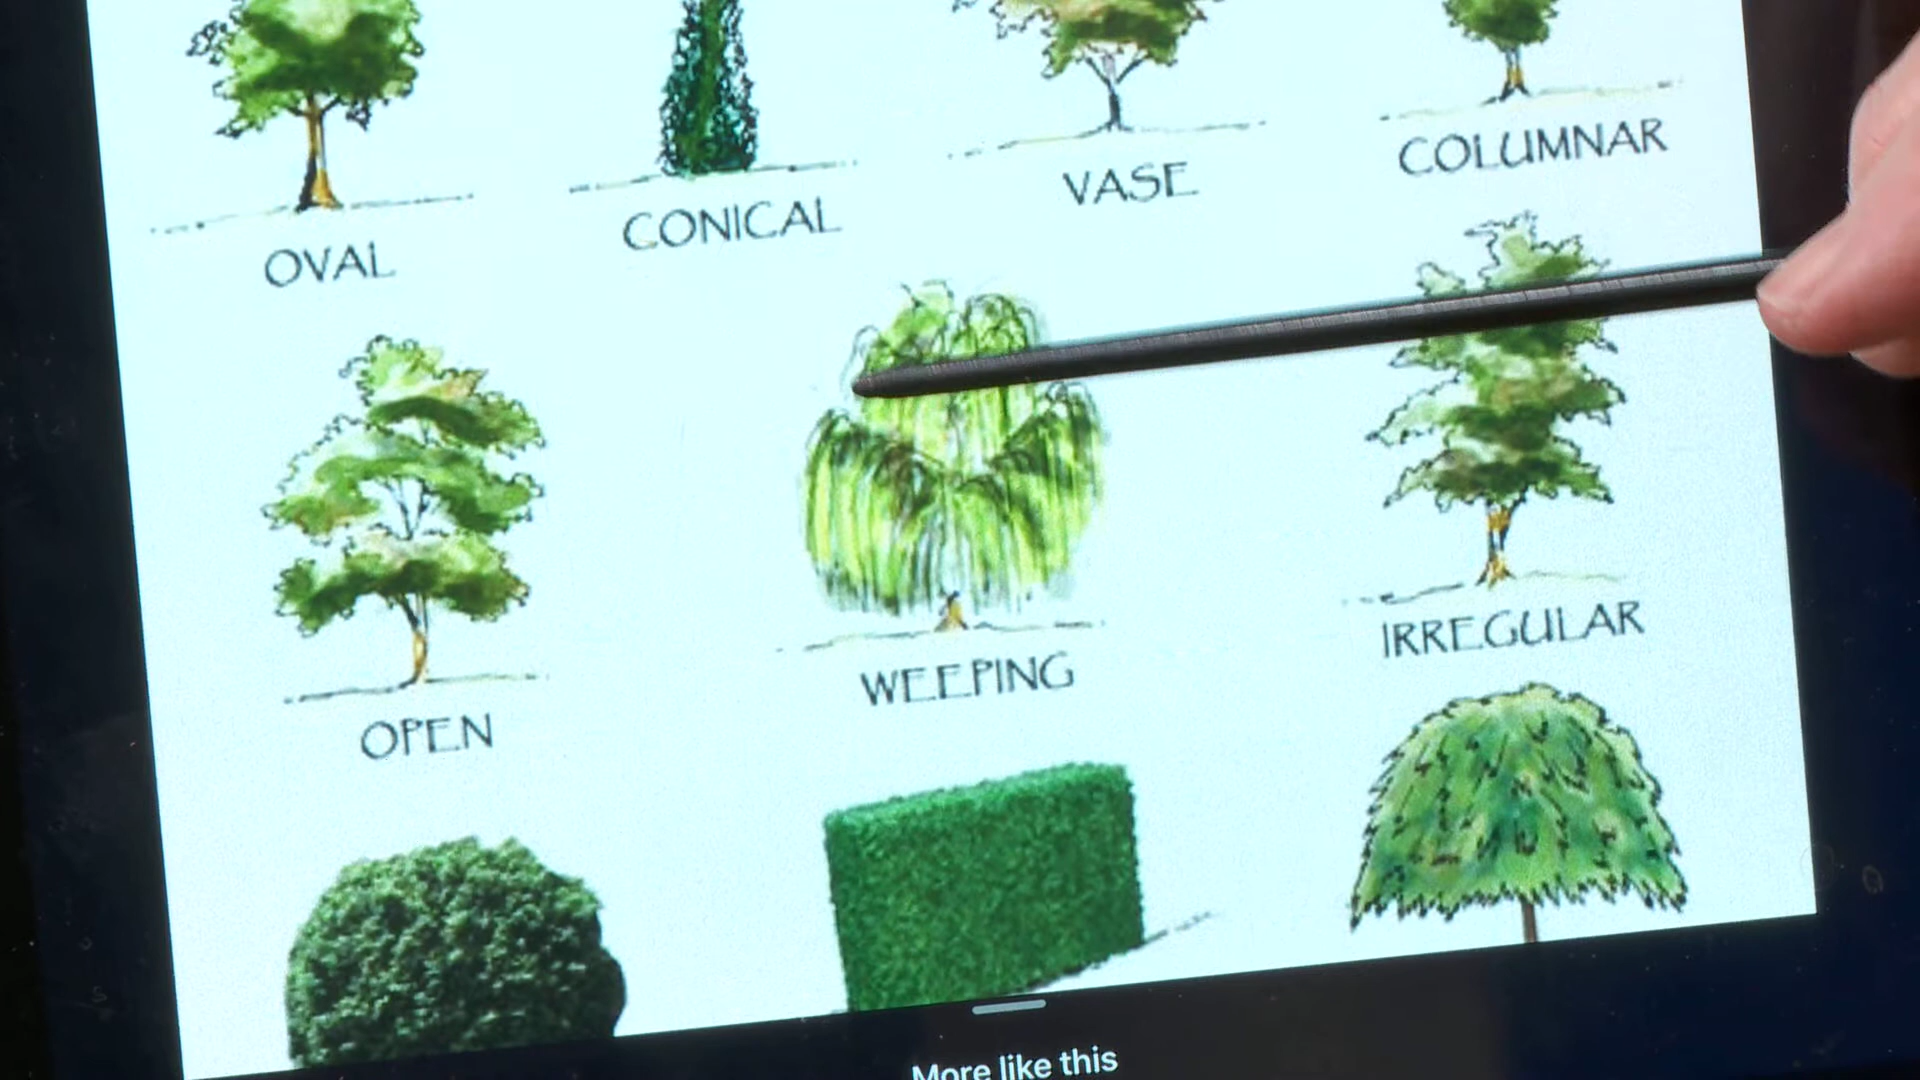 OVAL
CONICAL
VASE
COLUMNAR
OPEN
WEEPING
IRREGULAR
More like this